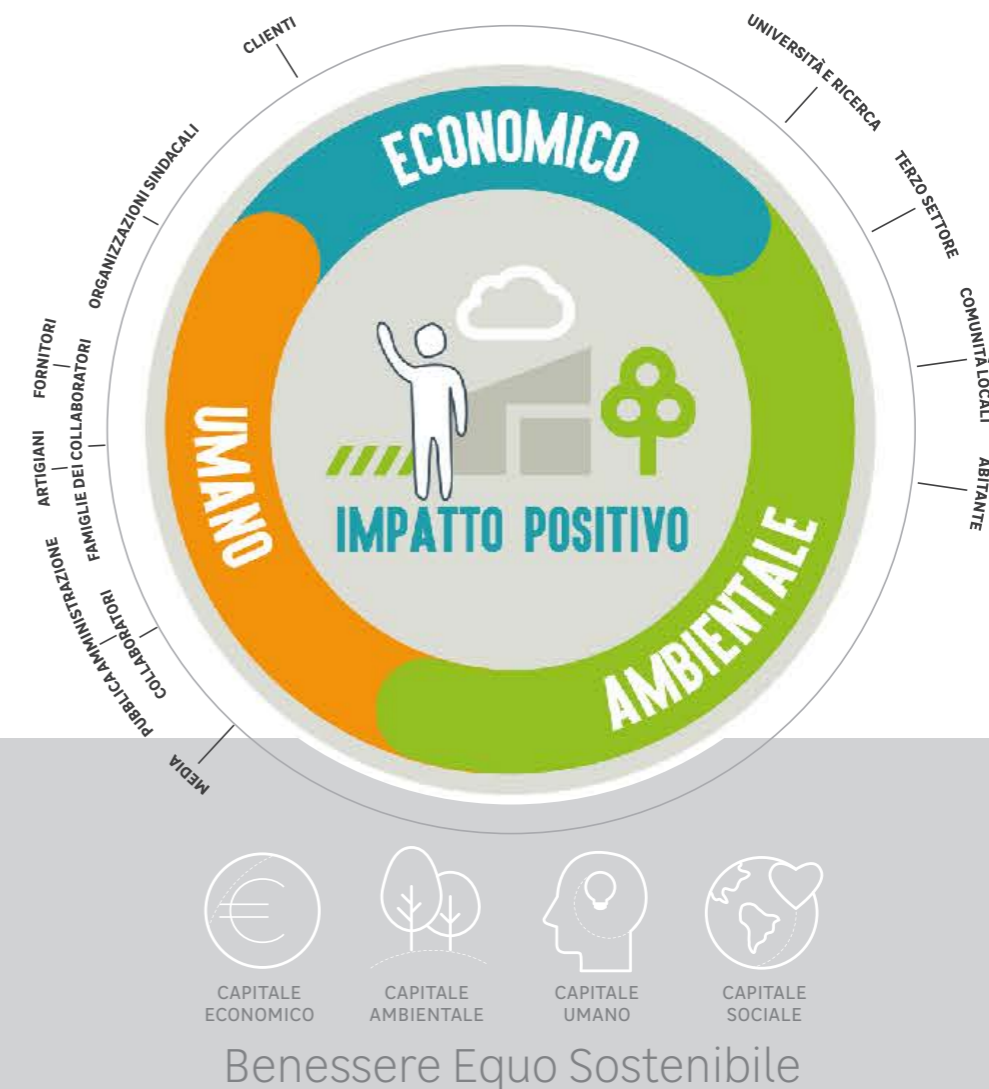 CLIENTI
UNIVERSITÀ E RICERCA
ORGANIZZAZIONI SINDACALI
TERZO SETTORE
FORNITORI
FAMIGLIE DEI COLLABORATORI
COMUNITÀ LOCALI
ARTIGIANI
ABITANTE
PUBBLICA AMMINISTRAZIONE
COLLABORATORI
MEDIA
ECONOMICO
UMANO
AMBIENTALE
IMPATTO POSITIVO
CAPITALE
ECONOMICO
CAPITALE
AMBIENTALE
CAPITALE
UMANO
CAPITALE
SOCIALE
Benessere Equo Sostenibile